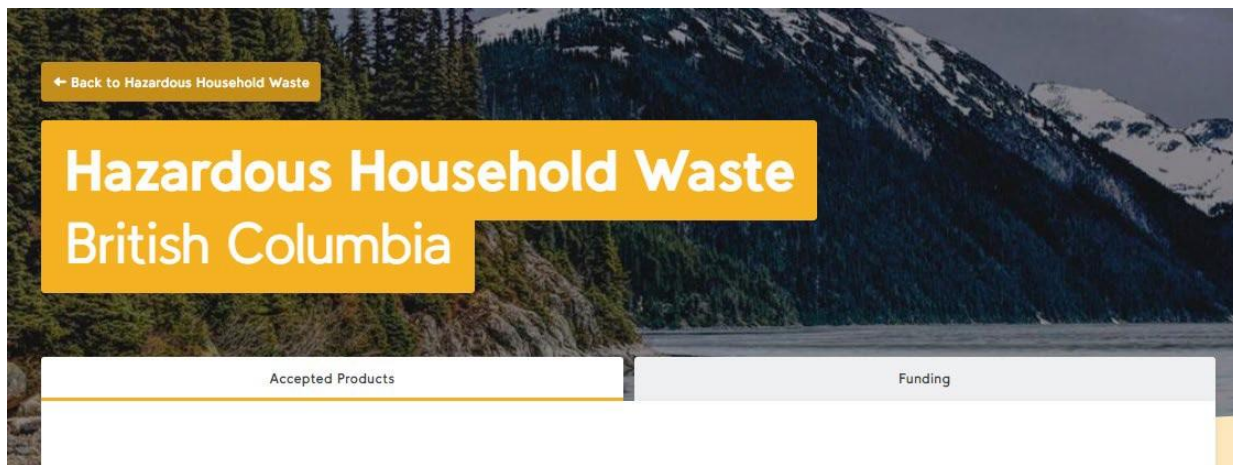 ← Back to Hazardous Household Waste
Hazardous Household Waste
British Columbia
Accepted Products
Funding